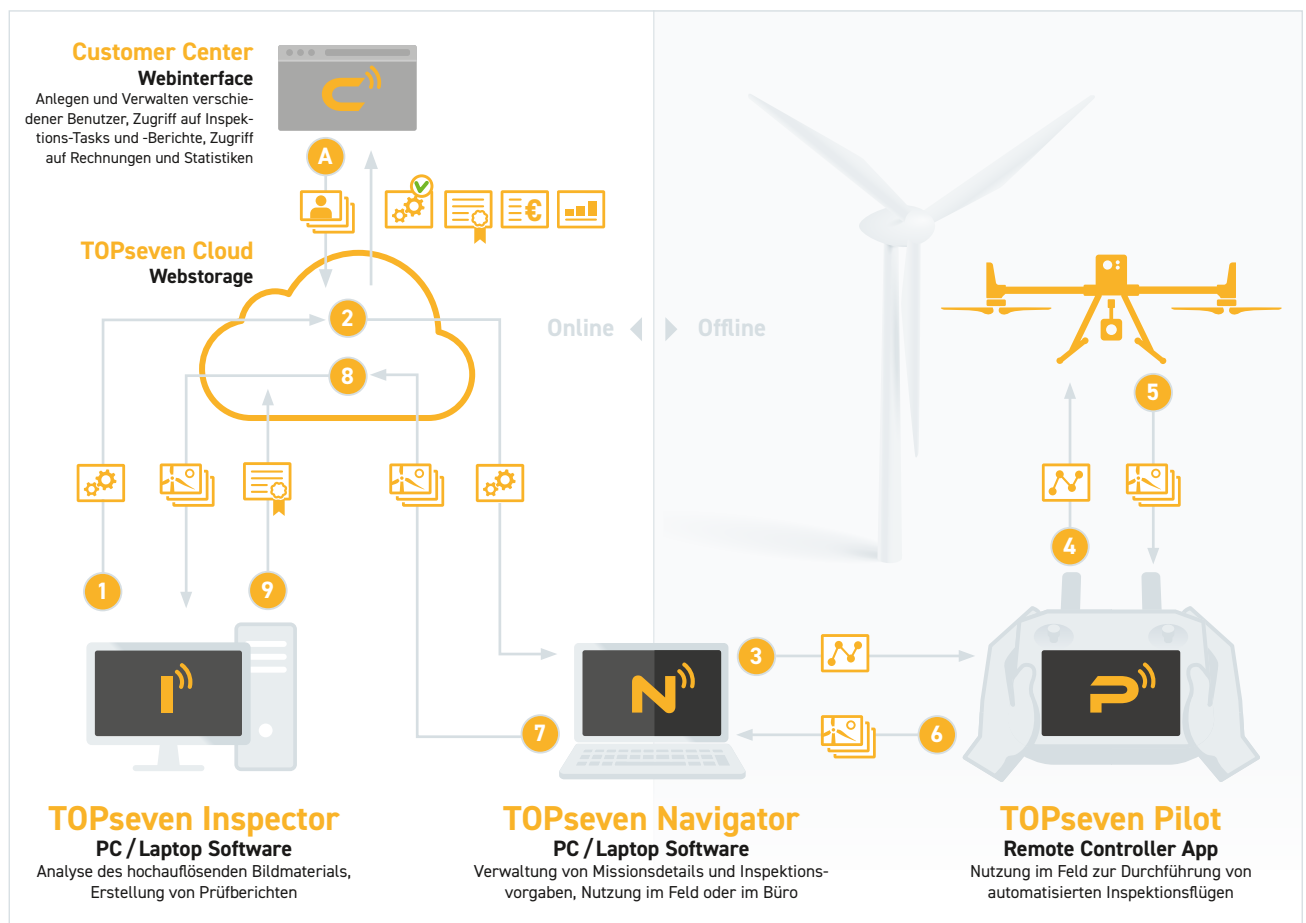 Customer Center
Webinterface
Anlegen und Verwalten verschie-
dener Benutzer, Zugriff auf Inspek-
tions-Tasks und -Berichte, Zugriff
auf Rechnungen und Statistiken
C
A
€
TOPseven Cloud
Webstorage
2
8
Online
Offline
5
4
1
9
3
7
6
I
N
P
TOPseven Inspector
PC / Laptop Software
Analyse des hochauflösenden Bildmaterials,
Erstellung von Prüfberichten
TOPseven Navigator
PC / Laptop Software
Verwaltung von Missionsdetails und Inspektions-
vorgaben, Nutzung im Feld oder im Büro
TOPseven Pilot
Remote Controller App
Nutzung im Feld zur Durchführung von
automatisierten Inspektionsflügen